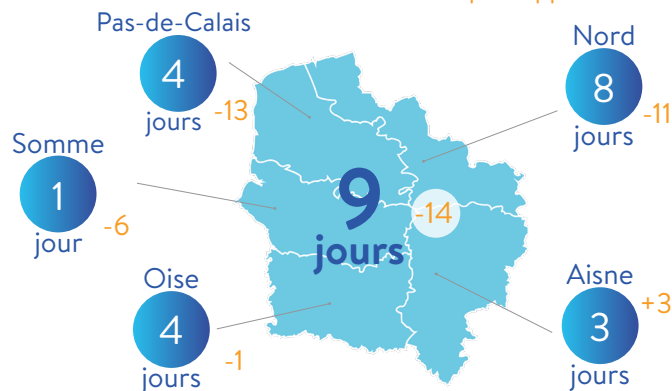 Pas-de-Calais
4
jours
-13
Nord
8
jours
-11
Somme
1
jour
-6
9
jours
-14
Oise
4
jours
-1
Aisne
+3
3
jours